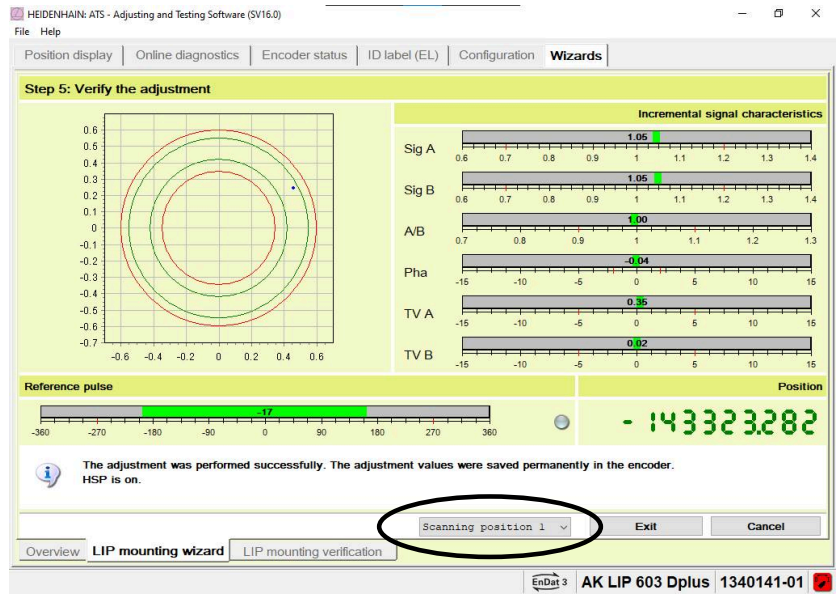 HEIDENHAIN: ATS - Adjusting and Testing Software (SV16.0)
File Help
Position display Online diagnostics Encoder status ID label (EL) Configuration Wizards
Step 5: Verify the adjustment
0.6
0.5
0.4
0.3
0.2
0.1
0
-0.1
-0.2
-0.3
-0.4
-0.5
-0.6
-0.7
-0.6 -0.4 -0.2 0 0.2 0.4 0.6
Incremental signal characteristics
Sig A 1.05
0.6 0.7 0.8 0.9 1 1.1 1.2 1.3 1.4
Sig B 1.05
0.6 0.7 0.8 0.9 1 1.1 1.2 1.3 1.4
A/B 1.00
0.7 0.8 0.9 1 1.1 1.2 1.3
Pha -0.04
-15 -10 -5 0 5 10 15
TV A 0.35
-15 -10 -5 0 5 10 15
TV B 0.02
-15 -10 -5 0 5 10 15
Reference pulse
-17
-360 -270 -180 -90 0 90 180 270 360
Position
- 143323.282
The adjustment was performed successfully. The adjustment values were saved permanently in the encoder.
HSP is on.
Scanning position 1 Exit Cancel
Overview LIP mounting wizard LIP mounting verification
EnDat 3 AK LIP 603 Dplus 1340141-01